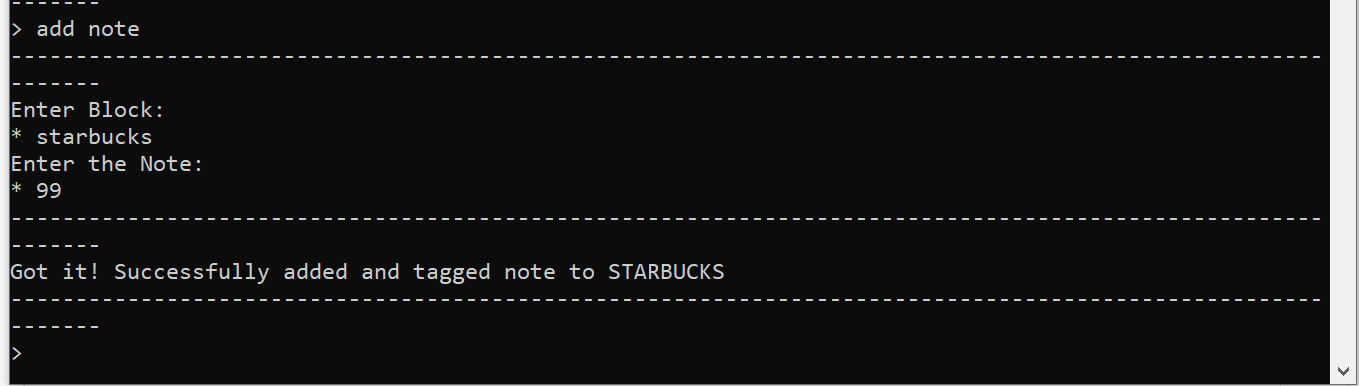 -------
> add note
-----------------------------------------------------------------------------------------------------
-------
Enter Block:
* starbucks
Enter the Note:
* 99
-----------------------------------------------------------------------------------------------------
-------
Got it! Successfully added and tagged note to STARBUCKS
-----------------------------------------------------------------------------------------------------
-------
>